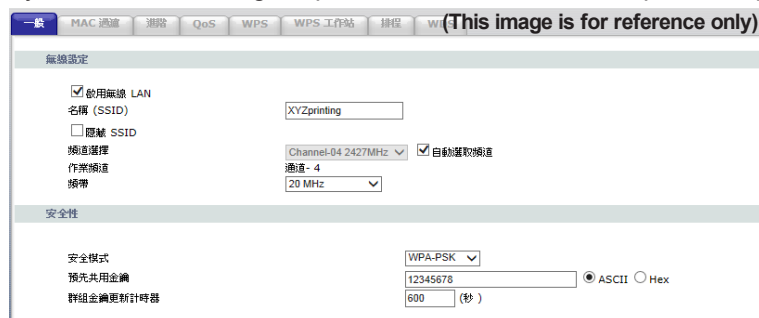 (This image is for reference only)
一般 MAC 過濾 進階 QoS WPS WPS 工作站 排程
無線設定
啟用無線 LAN
名稱 (SSID) XYZprinting
隱藏 SSID
頻道選擇 Channel-04 2427MHz 自動選取頻道
作業頻道 通道- 4
頻帶 20 MHz
安全性
安全模式 WPA-PSK
預先共用金鑰 12345678 ASCII Hex
群組金鑰更新計時器 600 (秒 )